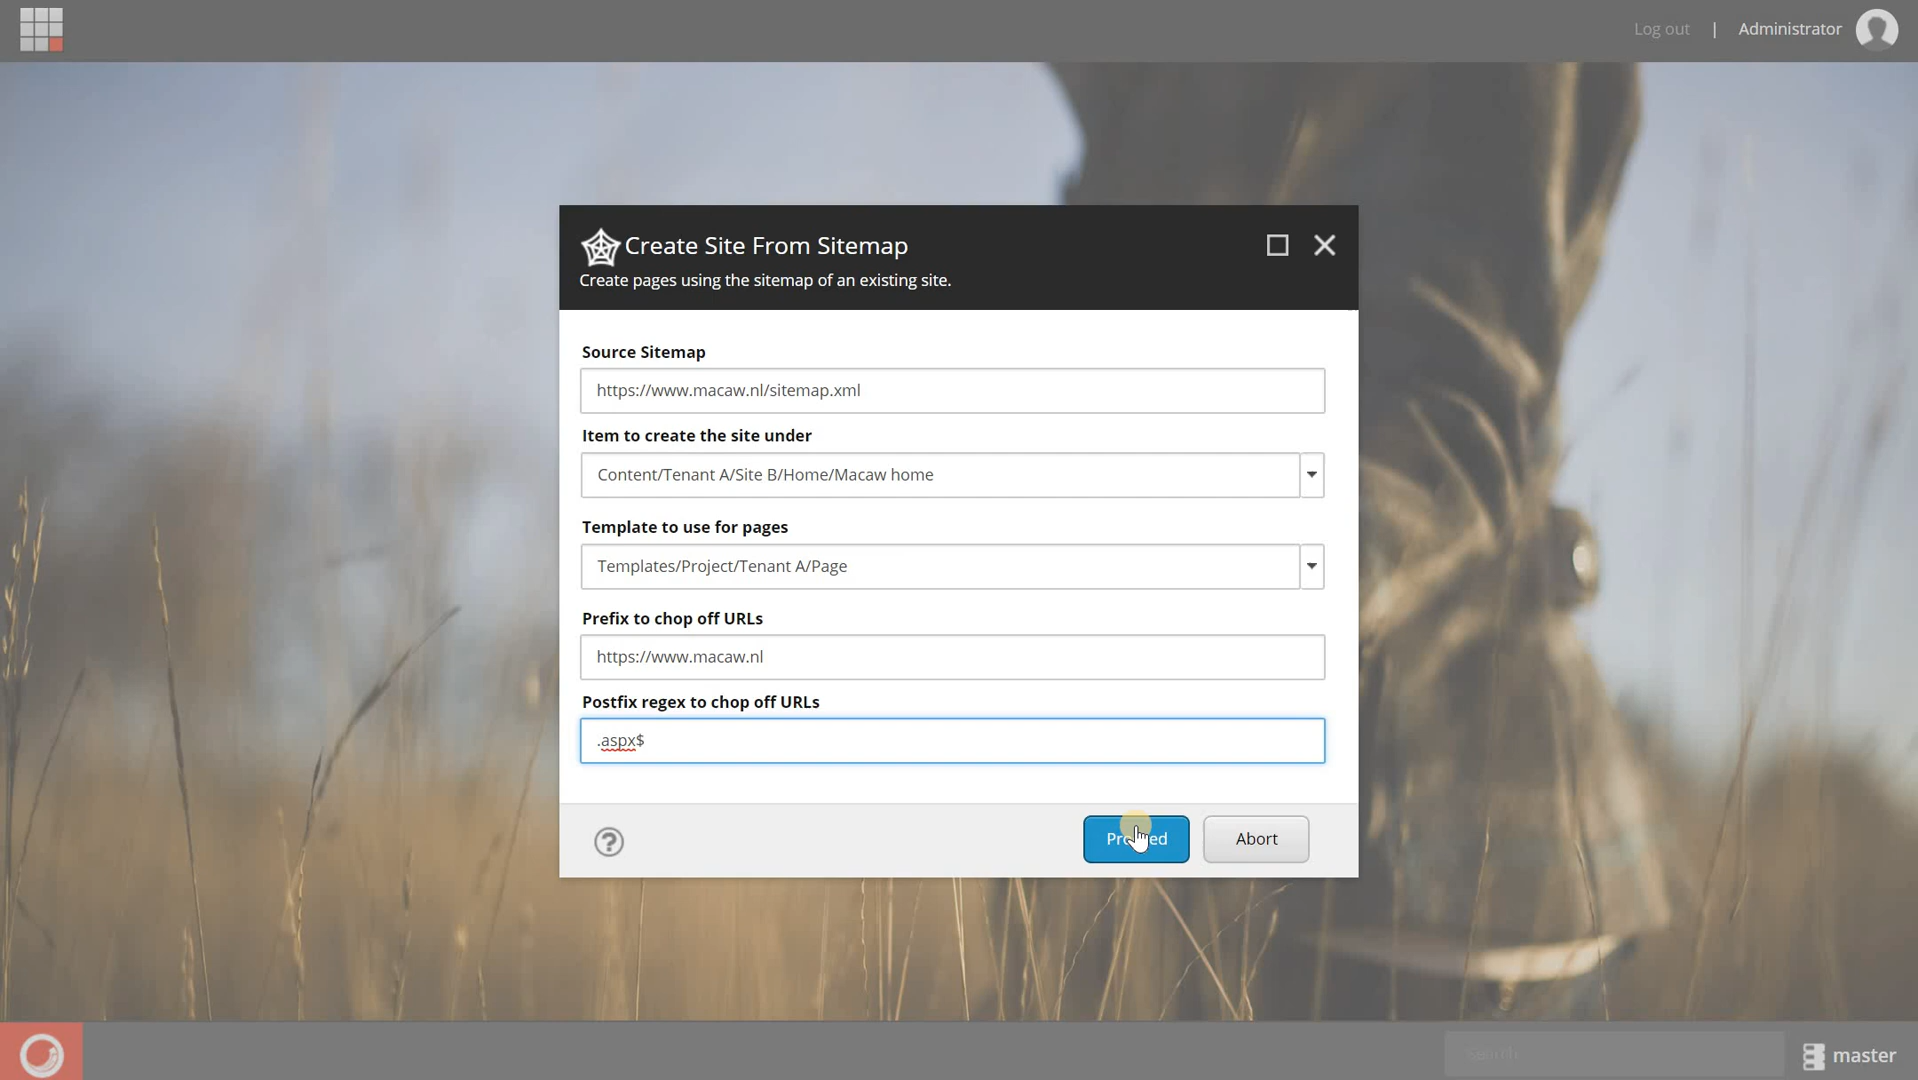 Log out | Administrator
Create Site From Sitemap
Create pages using the sitemap of an existing site.
Source Sitemap
https://www.macaw.nl/sitemap.xml
Item to create the site under
Content/Tenant A/Site B/Home/Macaw home
Template to use for pages
Templates/Project/Tenant A/Page
Prefix to chop off URLs
https://www.macaw.nl
Postfix regex to chop off URLs
.aspx$
?
Abort
Search
master